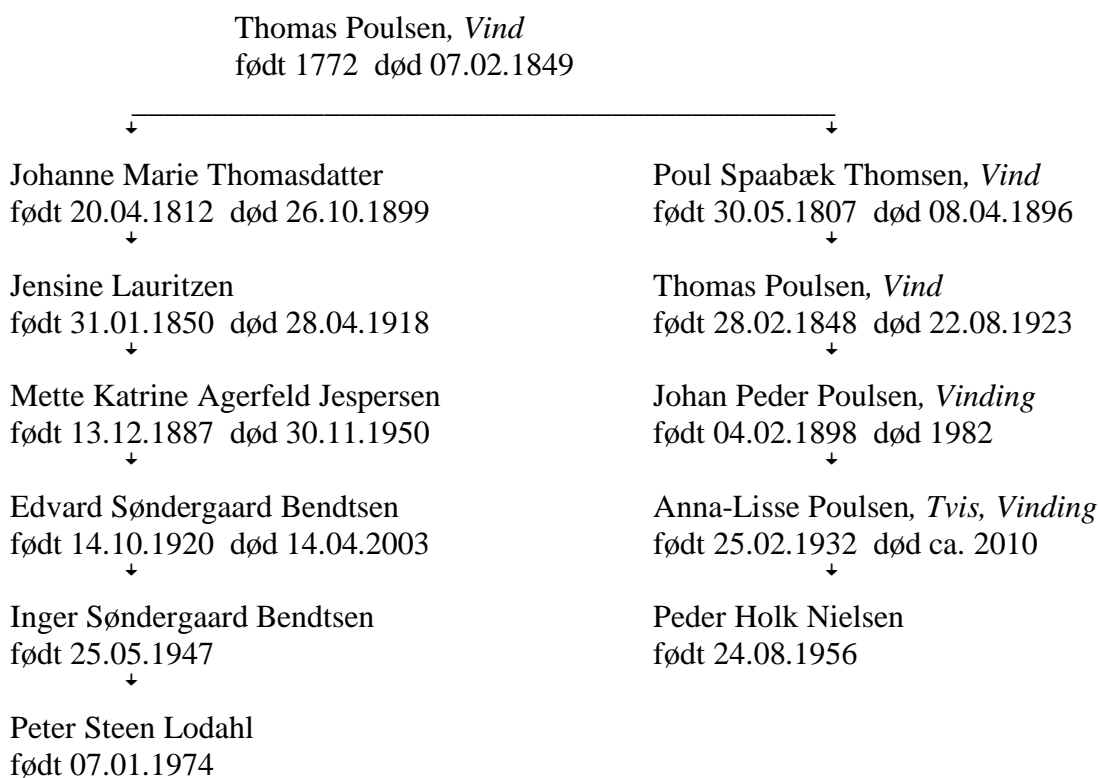 Thomas Poulsen, Vind
født 1772 død 07.02.1849
Johanne Marie Thomasdatter
født 20.04.1812 død 26.10.1899
Poul Spaabæk Thomsen, Vind
født 30.05.1807 død 08.04.1896
Jensine Lauritzen
født 31.01.1850 død 28.04.1918
Thomas Poulsen, Vind
født 28.02.1848 død 22.08.1923
Mette Katrine Agerfeld Jespersen
født 13.12.1887 død 30.11.1950
Johan Peder Poulsen, Vinding
født 04.02.1898 død 1982
Edvard Søndergaard Bendtsen
født 14.10.1920 død 14.04.2003
Anna-Lisse Poulsen, Tvis, Vinding
født 25.02.1932 død ca. 2010
Inger Søndergaard Bendtsen
født 25.05.1947
Peder Holk Nielsen
født 24.08.1956
Peter Steen Lodahl
født 07.01.1974